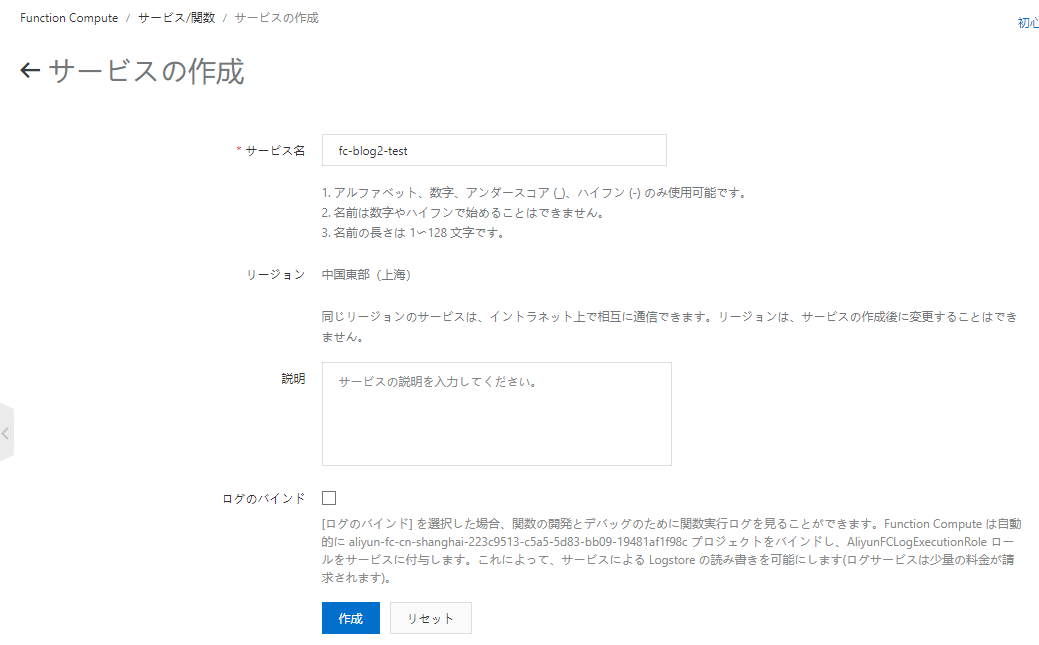 Function Compute / サービス/関数 / サービスの作成
初心
← サービスの作成
* サービス名
fc-blog2-test
1. アルファベット、数字、アンダースコア (_)、ハイフン (-) のみ使用可能です。
2. 名前は数字やハイフンで始めることはできません。
3. 名前の長さは 1〜128 文字です。
リージョン
中国東部（上海）
同じリージョンのサービスは、イントラネット上で相互に通信できます。リージョンは、サービスの作成後に変更することはでき
ません。
説明
サービスの説明を入力してください。
ログのバインド
[ログのバインド] を選択した場合、関数の開発とデバッグのために関数実行ログを見ることができます。Function Compute は自動
的に aliyun-fc-cn-shanghai-223c9513-c5a5-5d83-bb09-19481af1f98c プロジェクトをバインドし、AliyunFCLogExecutionRole ロー
ルをサービスに付与します。これによって、サービスによる Logstore の読み書きを可能にします(ログサービスは少量の料金が請
求されます)。
作成
リセット